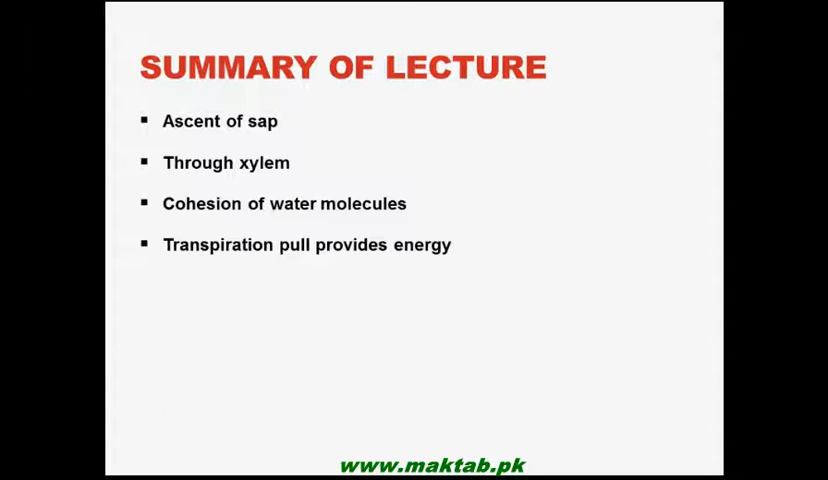 SUMMARY OF LECTURE
▪ Ascent of sap
▪ Through xylem
▪ Cohesion of water molecules
▪ Transpiration pull provides energy
www.maktab.pk